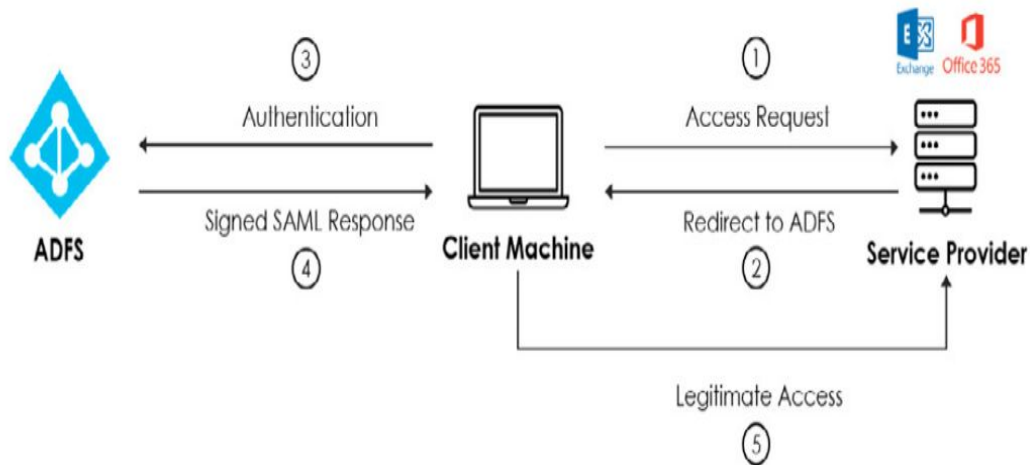 ③
①
E
Exchange
Office 365
Authentication
Access Request
Signed SAML Response
Redirect to ADFS
ADFS
Client Machine
Service Provider
④
②
Legitimate Access
⑤